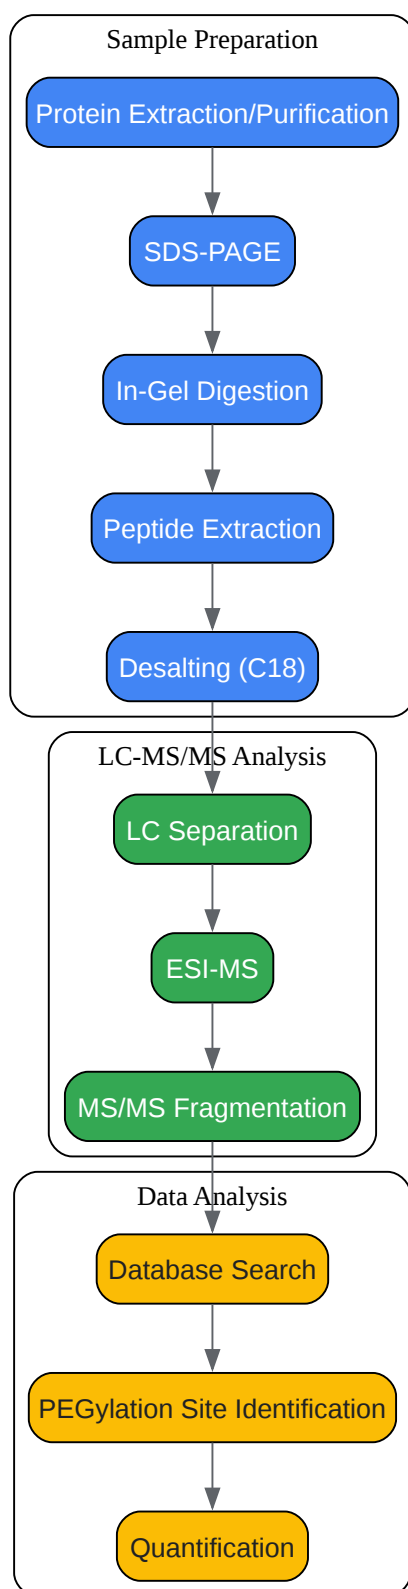 Sample Preparation
Protein Extraction/Purification
SDS-PAGE
In-Gel Digestion
Peptide Extraction
Desalting (C18)
LC-MS/MS Analysis
LC Separation
ESI-MS
MS/MS Fragmentation
Data Analysis
Database Search
PEGylation Site Identification
Quantification